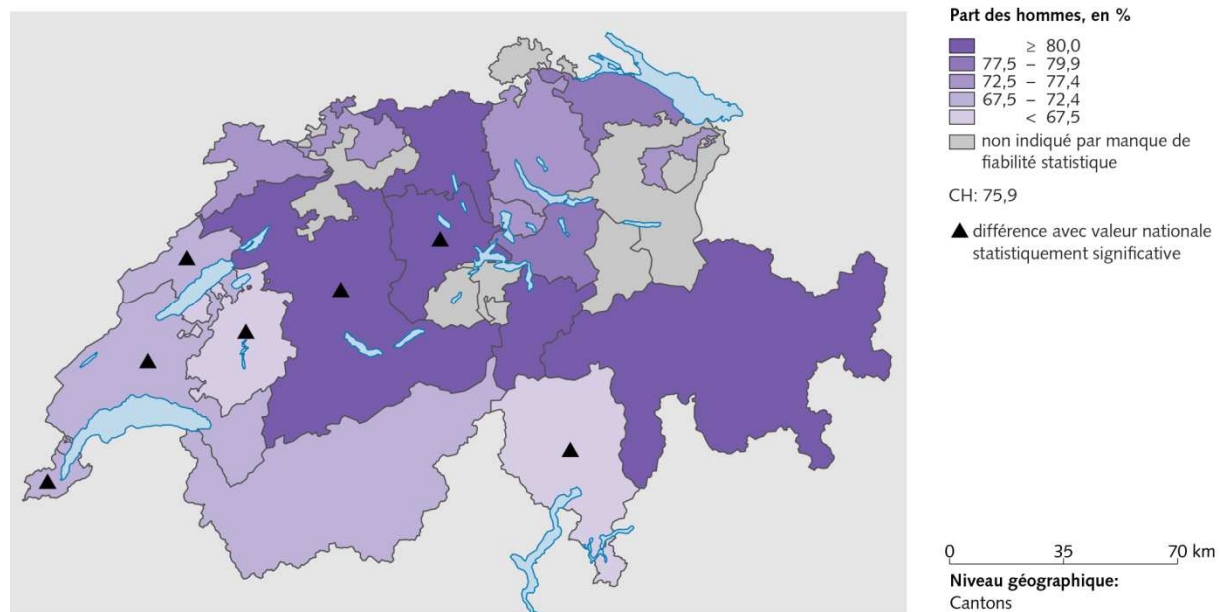 Part des hommes, en %
≥ 80,0
77,5 – 79,9
72,5 – 77,4
67,5 – 72,4
< 67,5
non indiqué par manque de
fiabilité statistique
CH: 75,9
différence avec valeur nationale
statistiquement significative
0 35 70 km
Niveau géographique:
Cantons